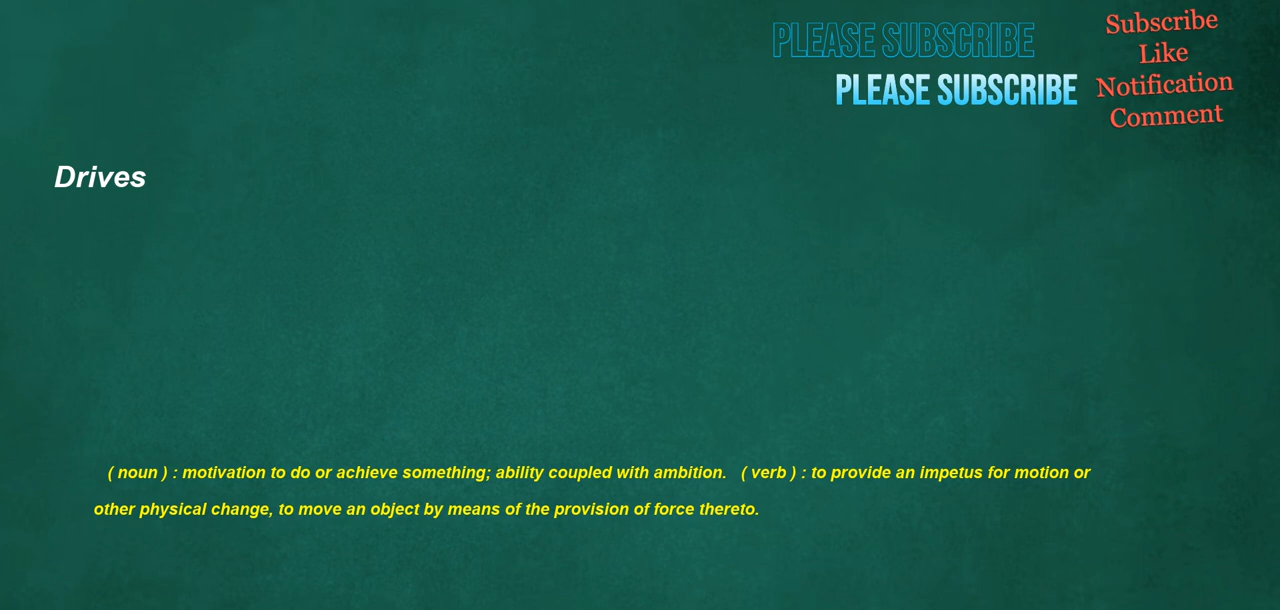 PLEASE SUBSCRIBE
PLEASE SUBSCRIBE
Subscribe
Like
Notification
Comment
Drives
( noun ) : motivation to do or achieve something; ability coupled with ambition. ( verb ) : to provide an impetus for motion or
other physical change, to move an object by means of the provision of force thereto.